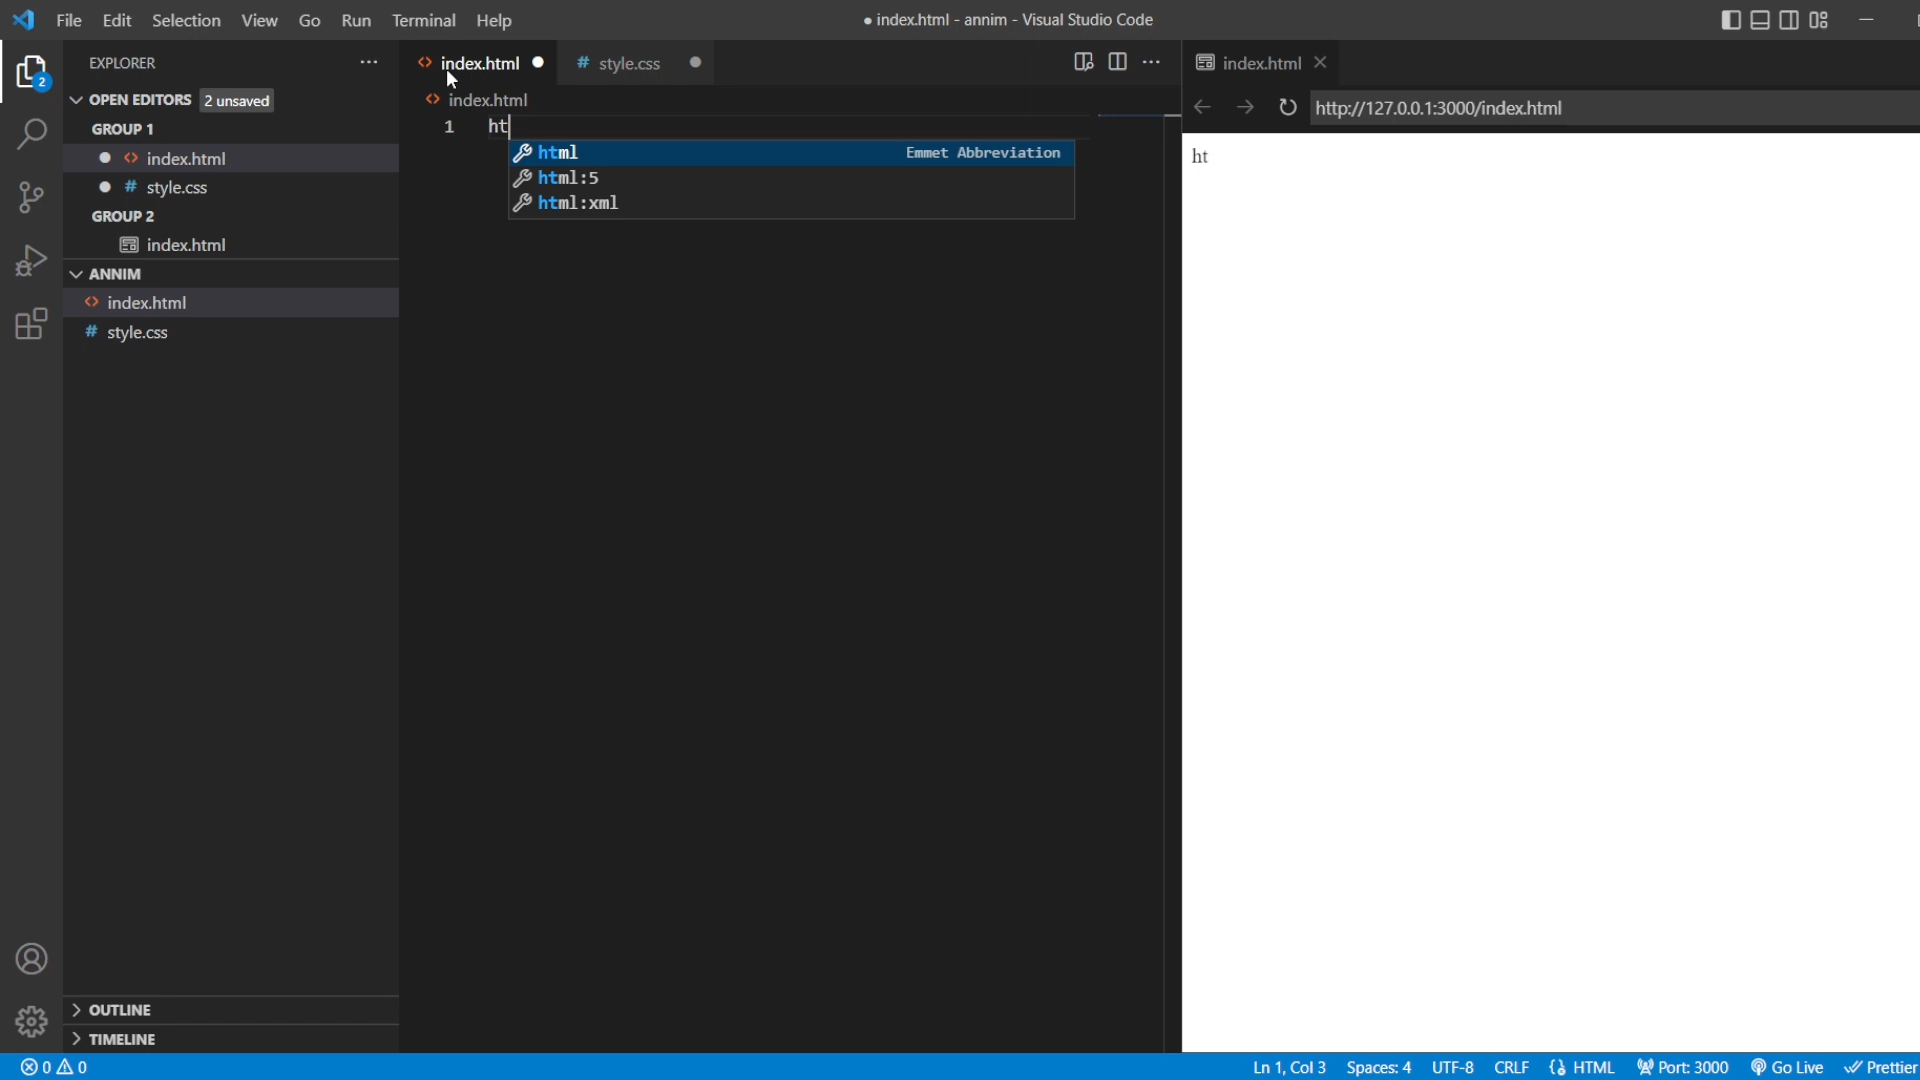 File Edit Selection View Go Run Terminal Help
● index.html - annim - Visual Studio Code
EXPLORER
2
OPEN EDITORS 2 unsaved
GROUP 1
index.html
# style.css
GROUP 2
index.html
ANNIM
index.html
# style.css
OUTLINE
TIMELINE
index.html
# style.css
index.html
1 ht
html Emmet Abbreviation
html:5
html:xml
index.html
http://127.0.0.1:3000/index.html
ht
0 0
Ln 1, Col 3 Spaces: 4 UTF-8 CRLF HTML Port: 3000 Go Live Prettier